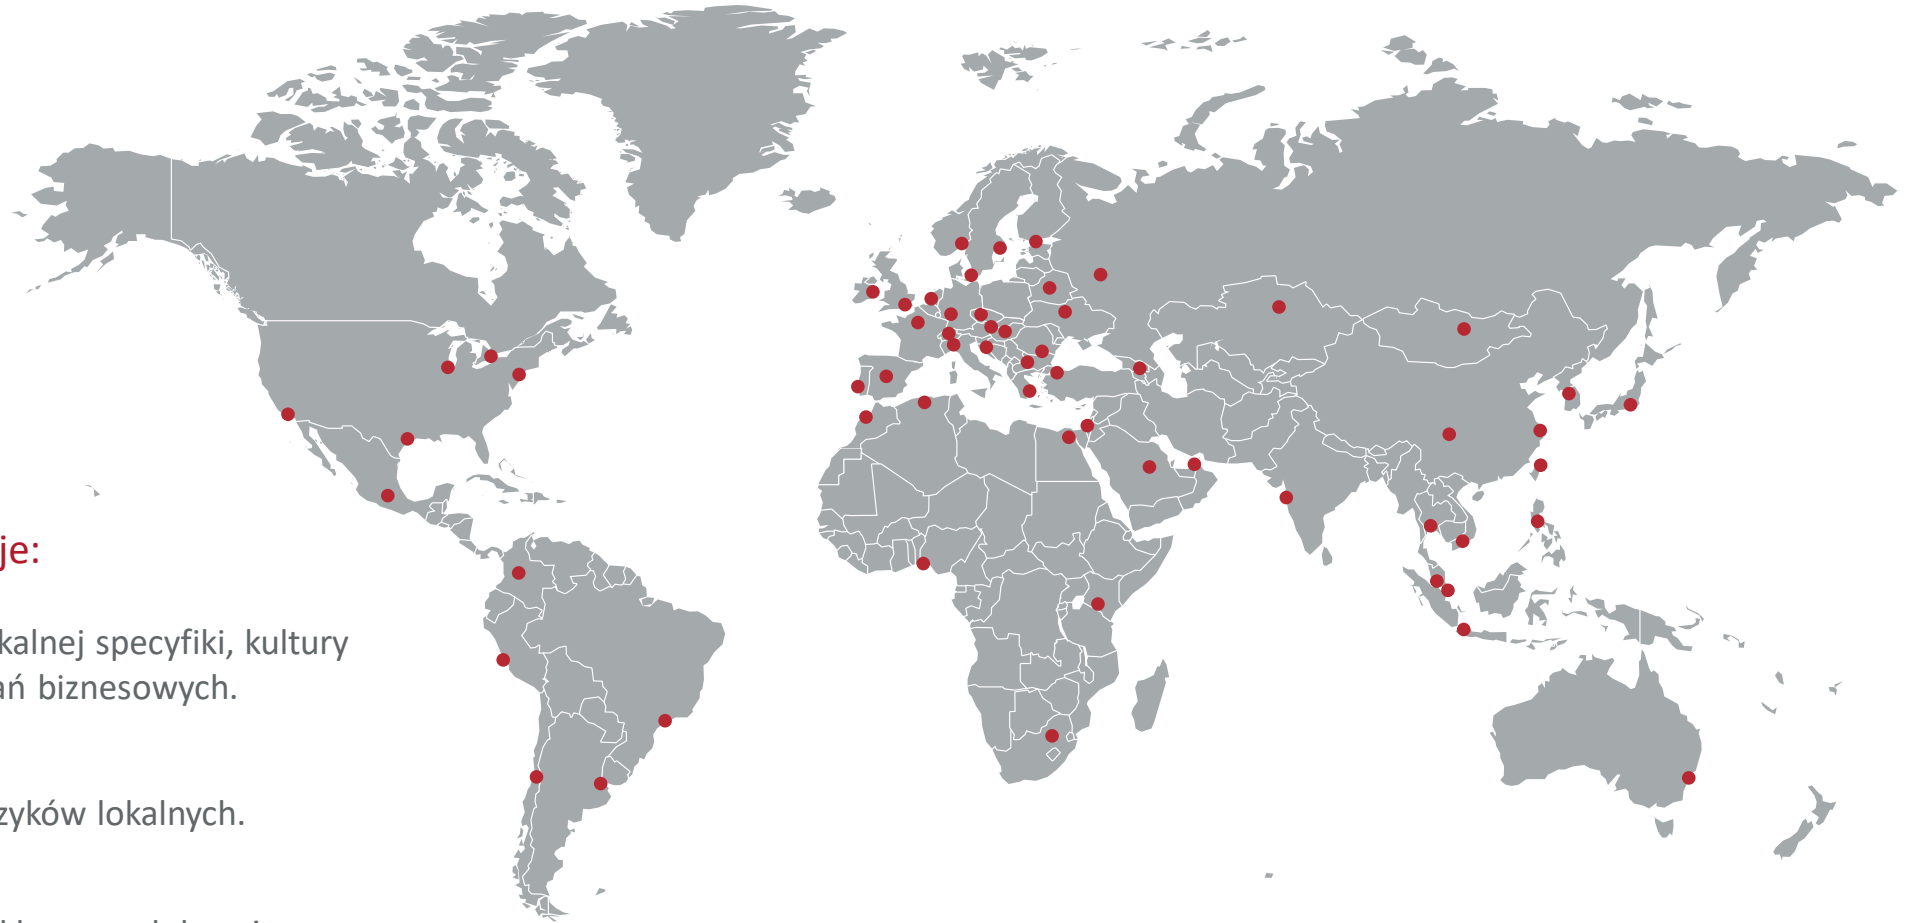 je:
kalnej specyfiki, kultury
ań biznesowych.
zyków lokalnych.